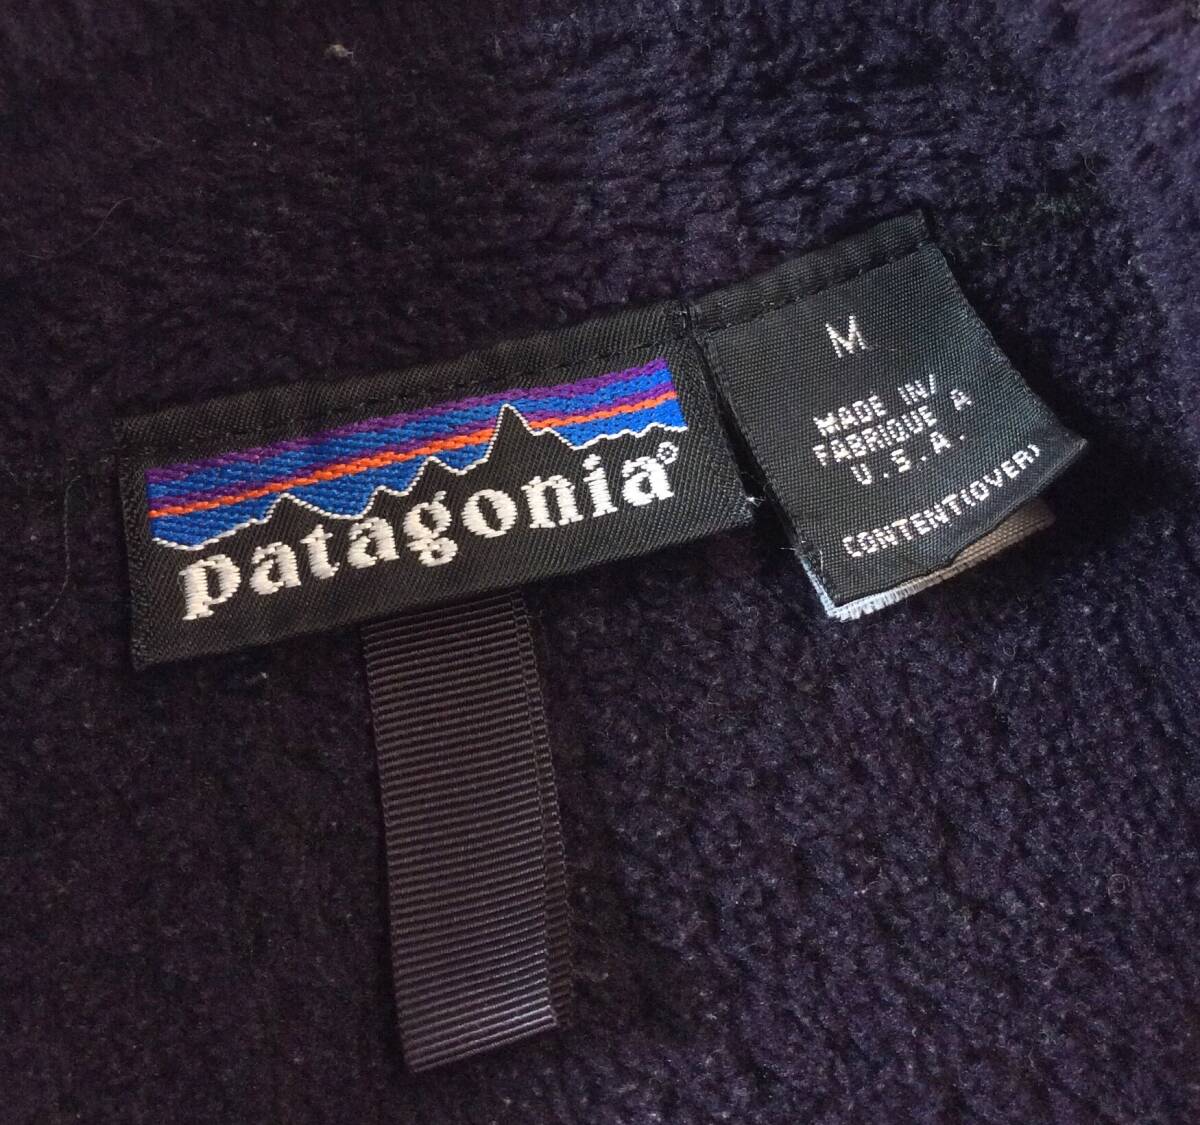 patagonia®
M
MADE IN/
FABRIQUE A
U.S.A.
CONTENT(OVER)